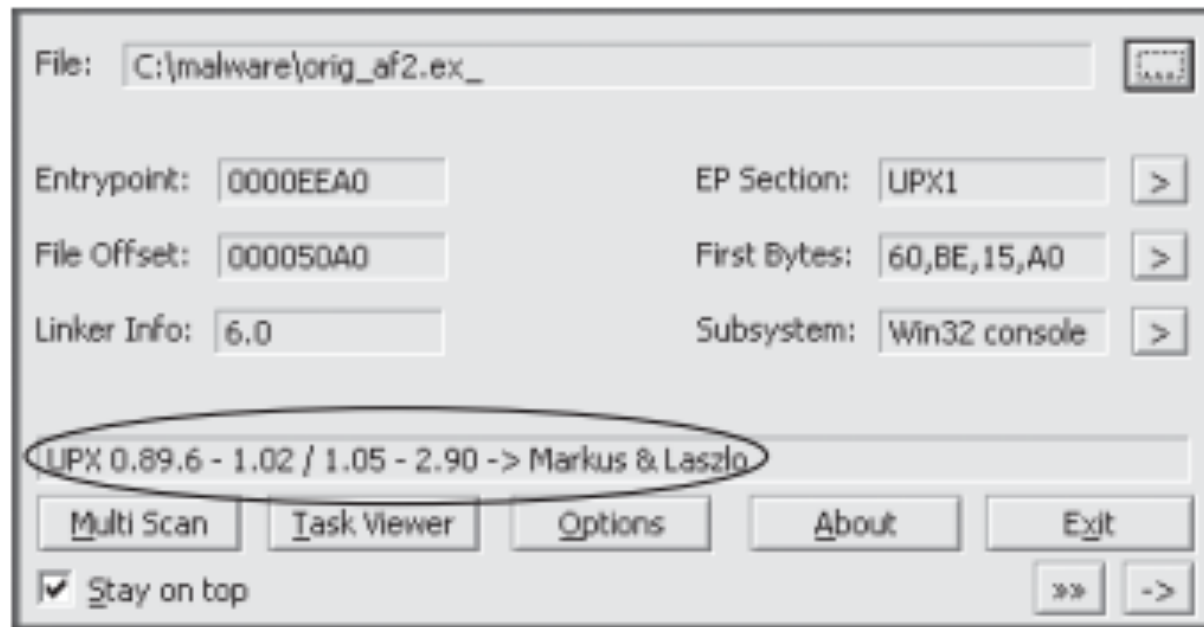 File: C:\malware\orig_af2.ex_ ...
Entrypoint: 0000EEA0 EP Section: UPX1 >
File Offset: 000050A0 First Bytes: 60,BE,15,A0 >
Linker Info: 6.0 Subsystem: Win32 console >
UPX 0.89.6 - 1.02 / 1.05 - 2.90 -> Markus & Laszlo
Multi Scan Task Viewer Options About Exit
Stay on top »» ->